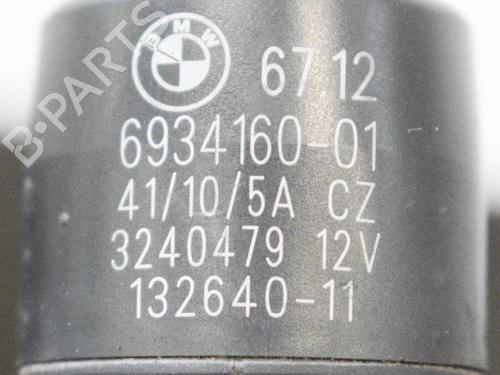 BMW
67.12
6934160-01
41/10/5A CZ
3240479 12V
132640-11
B-PARTS